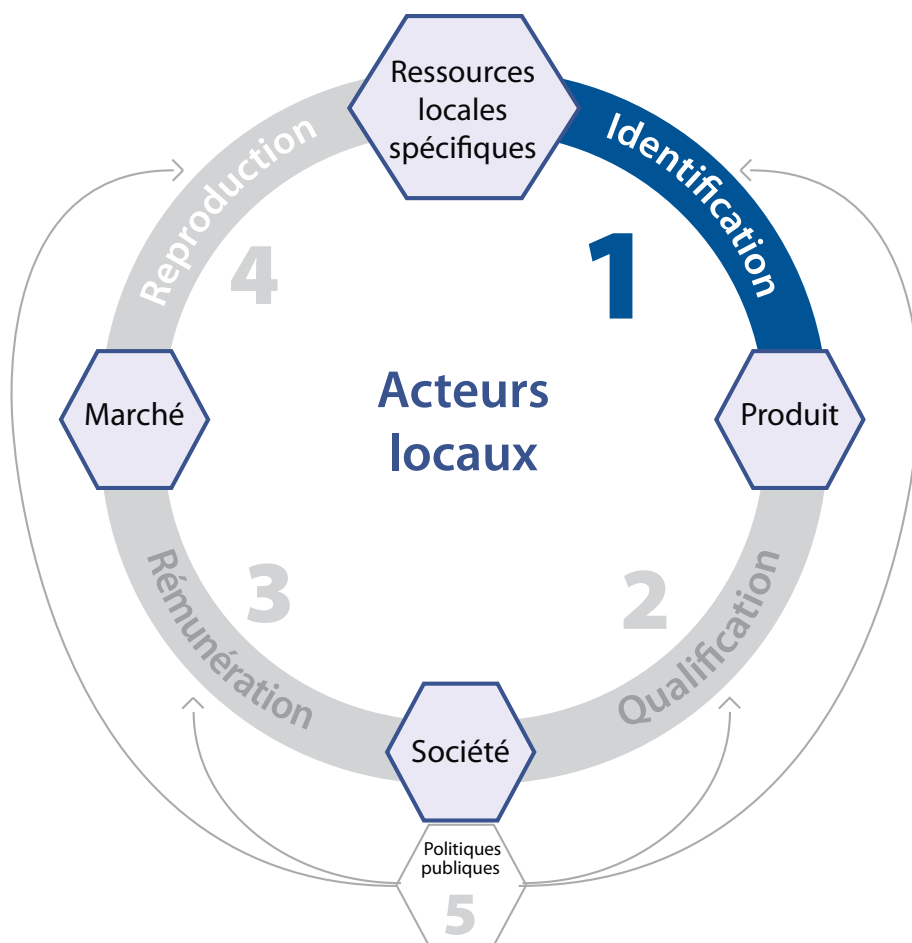 Ressources
locales
spécifiques
Identification
1
Reproduction
4
Acteurs
locaux
Marché
Produit
3
2
Rémunération
Qualification
Société
Politiques
publiques
5